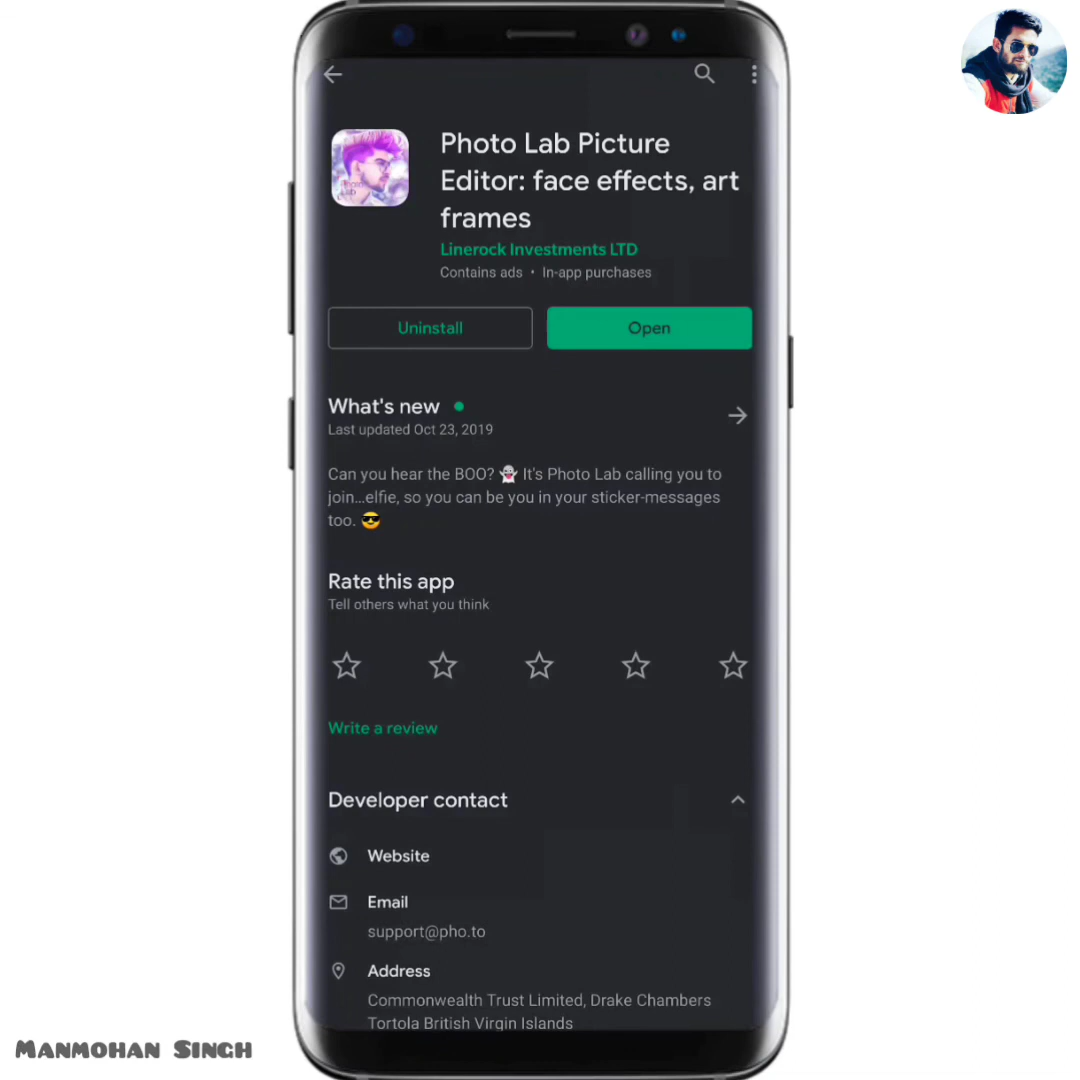 Photo Lab Picture
Editor: face effects, art
frames
Linerock Investments LTD
Contains ads • In-app purchases
Uninstall
Open
What's new
Last updated Oct 23, 2019
Can you hear the BOO? 👻 It's Photo Lab calling you to
join...elfie, so you can be you in your sticker-messages
too. 😎
Rate this app
Tell others what you think
Write a review
Developer contact
Website
Email
support@pho.to
Address
Commonwealth Trust Limited, Drake Chambers
Tortola British Virgin Islands
Manmohan Singh